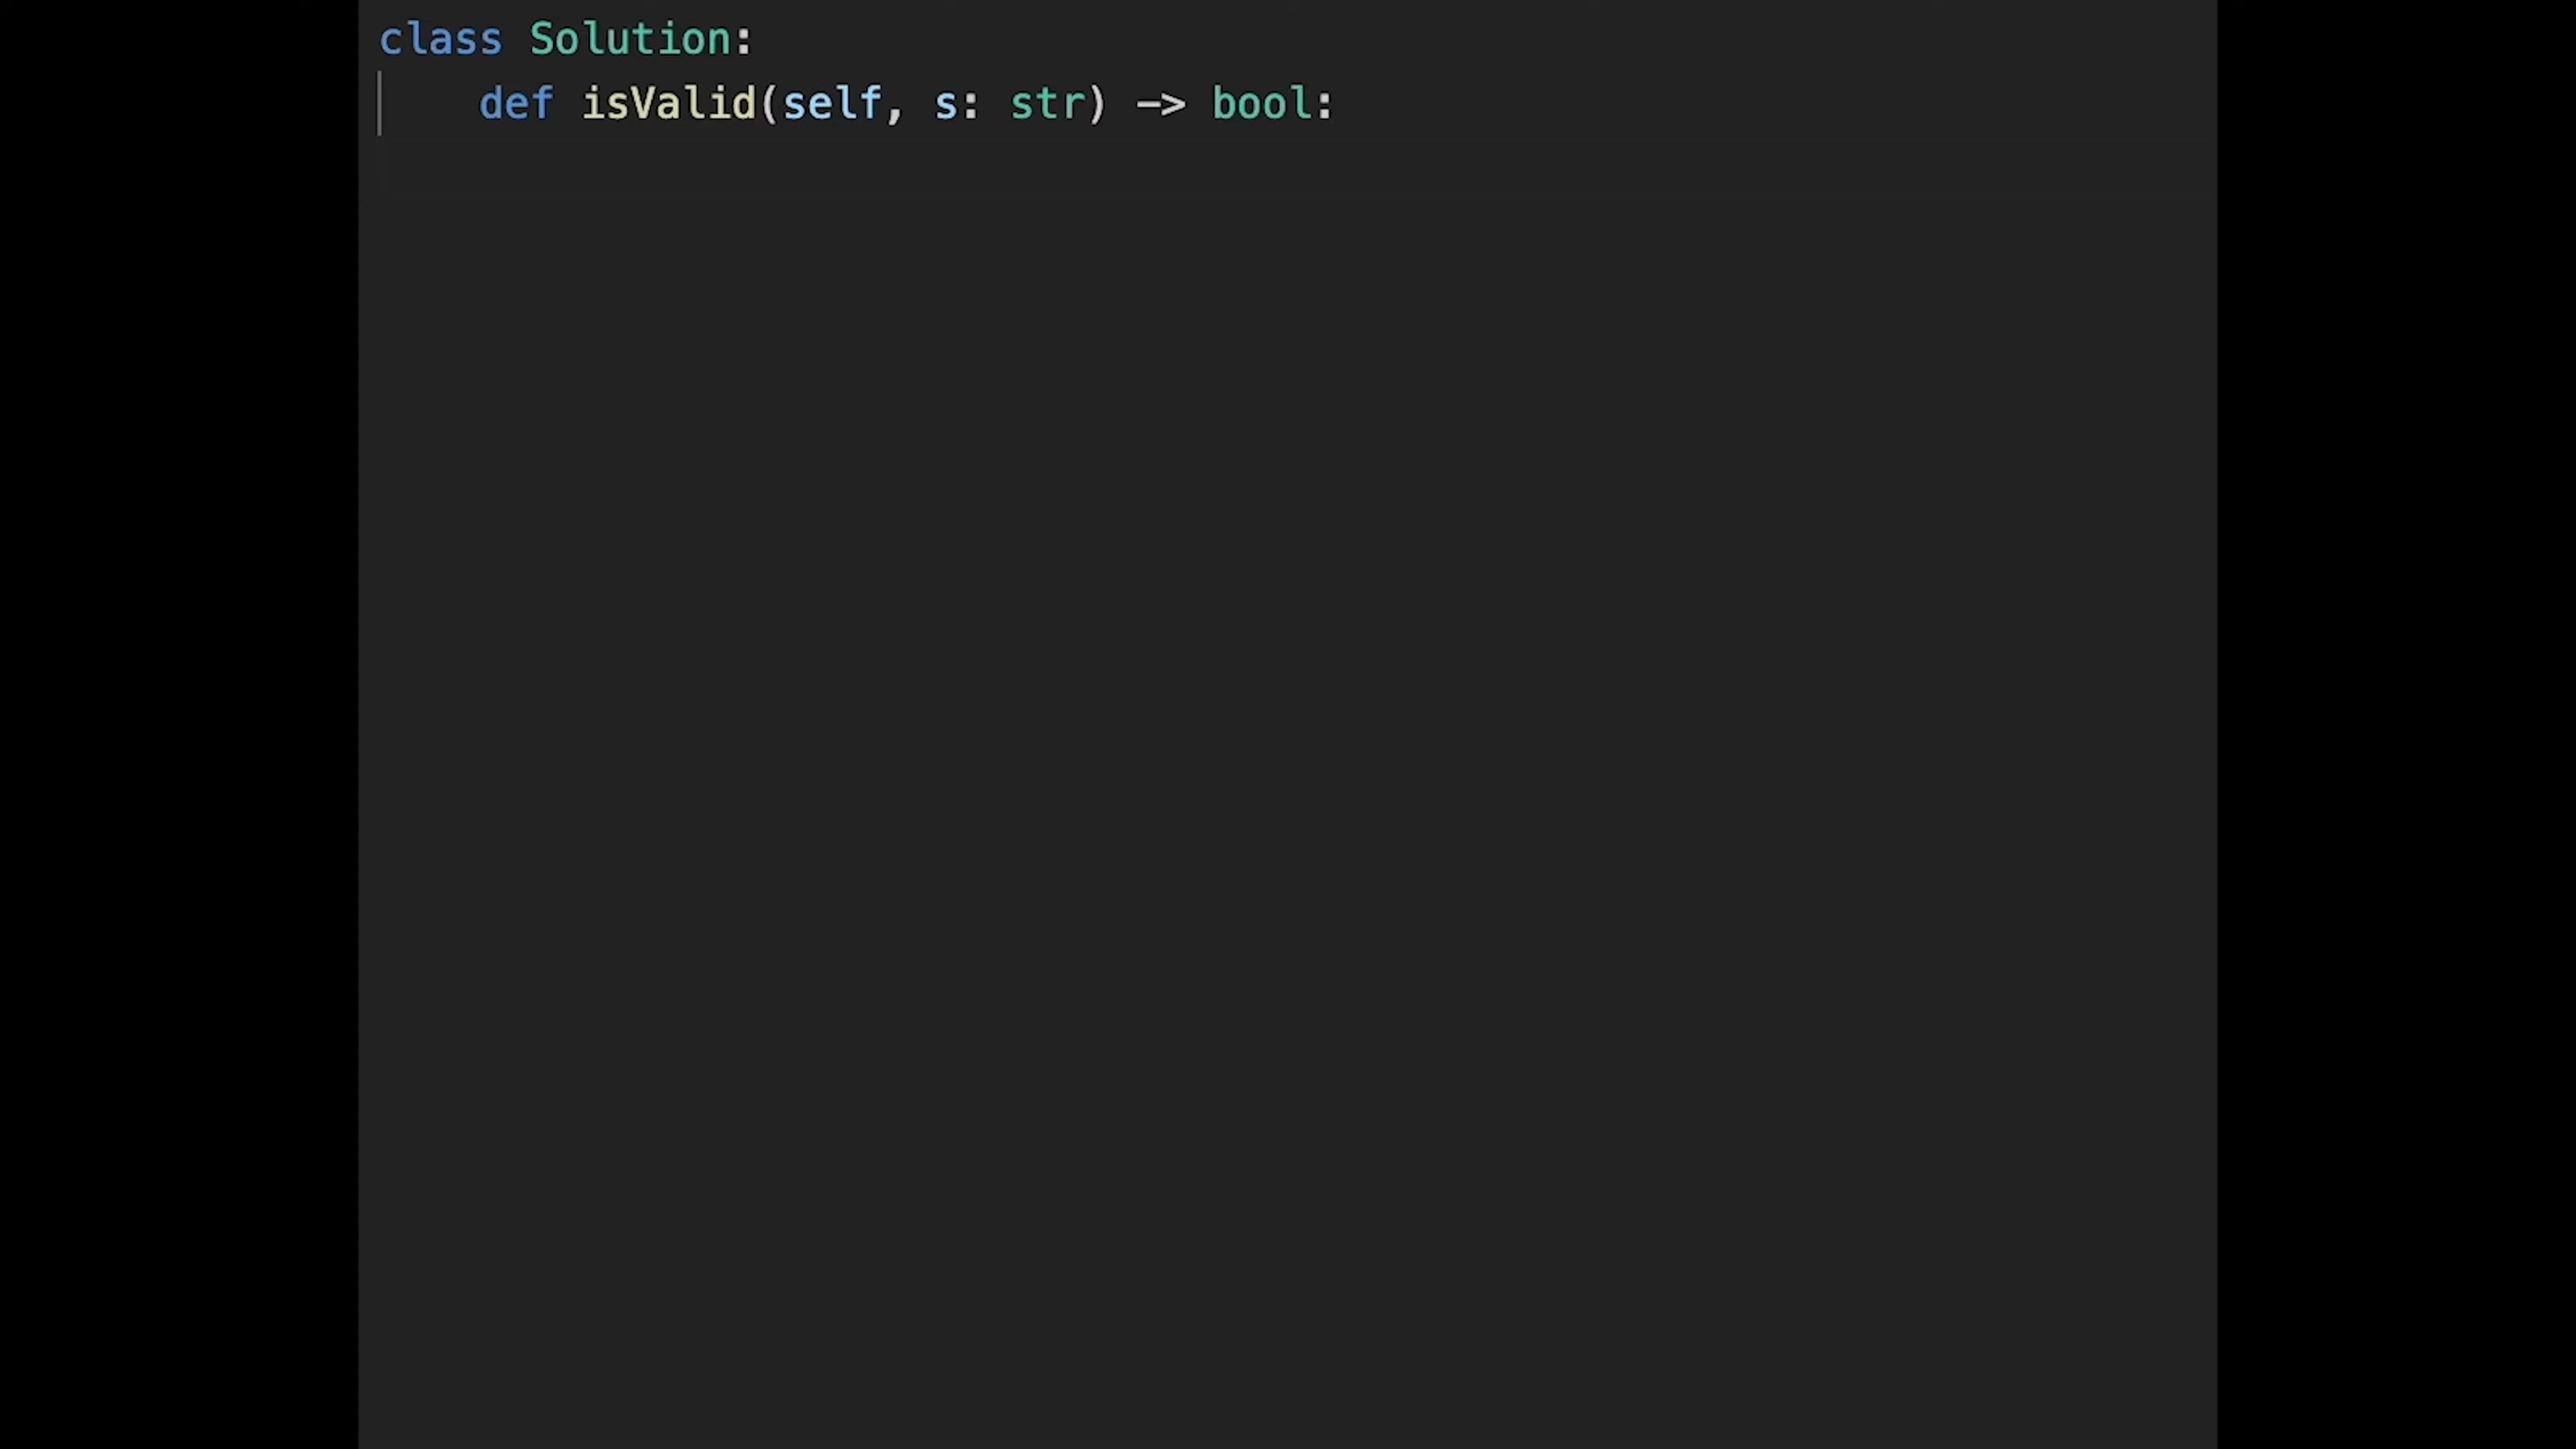 class Solution:
    def isValid(self, s: str) -> bool: